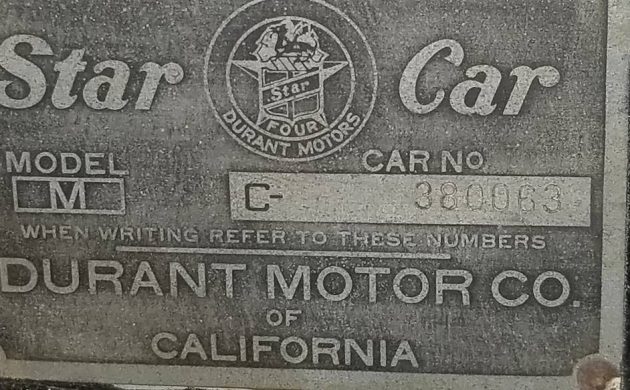 Star Car
Star
FOUR
DURANT MOTORS
MODEL CAR NO.
M C- 380063
WHEN WRITING REFER TO THESE NUMBERS
DURANT MOTOR CO.
OF
CALIFORNIA